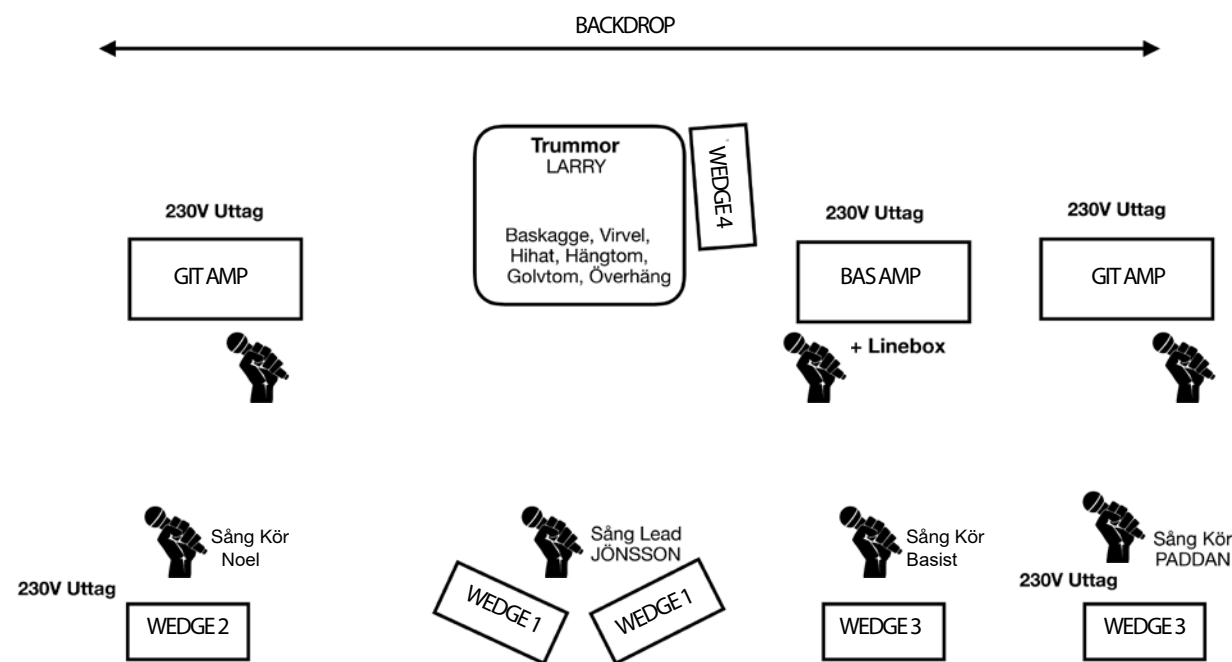 BACKDROP
Trummor
LARRY
Baskagge, Virvel,
Hihat, Hängtom,
Golvtom, Överhäng
WEDGE 4
230V Uttag
GIT AMP
230V Uttag
BAS AMP
+ Linebox
230V Uttag
GIT AMP
Sång Kör
Noel
230V Uttag
WEDGE 2
Sång Lead
JÖNSSON
WEDGE 1
WEDGE 1
Sång Kör
Basist
WEDGE 3
Sång Kör
PADDAN
230V Uttag
WEDGE 3